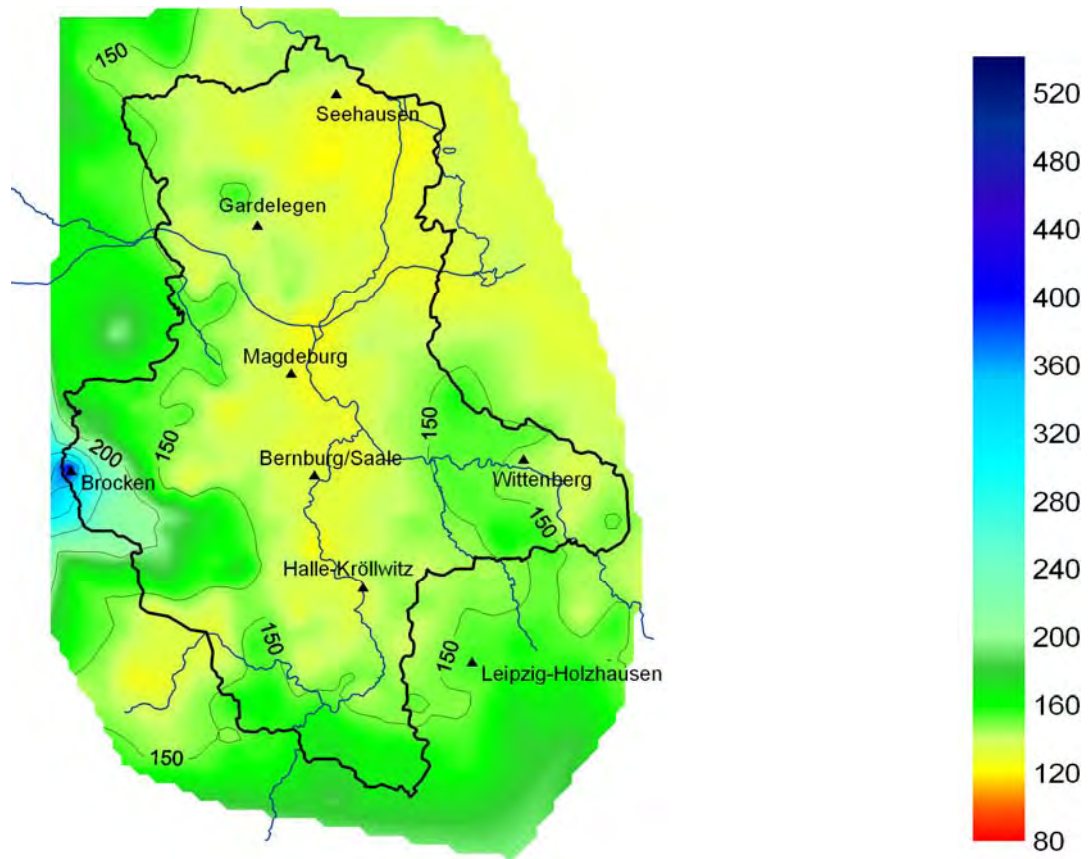 150
Seehausen
Gardelegen
Magdeburg
150
150
200
Bernburg/Saale
Brocken
Wittenberg
150
Halle-Kröllwitz
150
150
Leipzig-Holzhausen
150
520
480
440
400
360
320
280
240
200
160
120
80